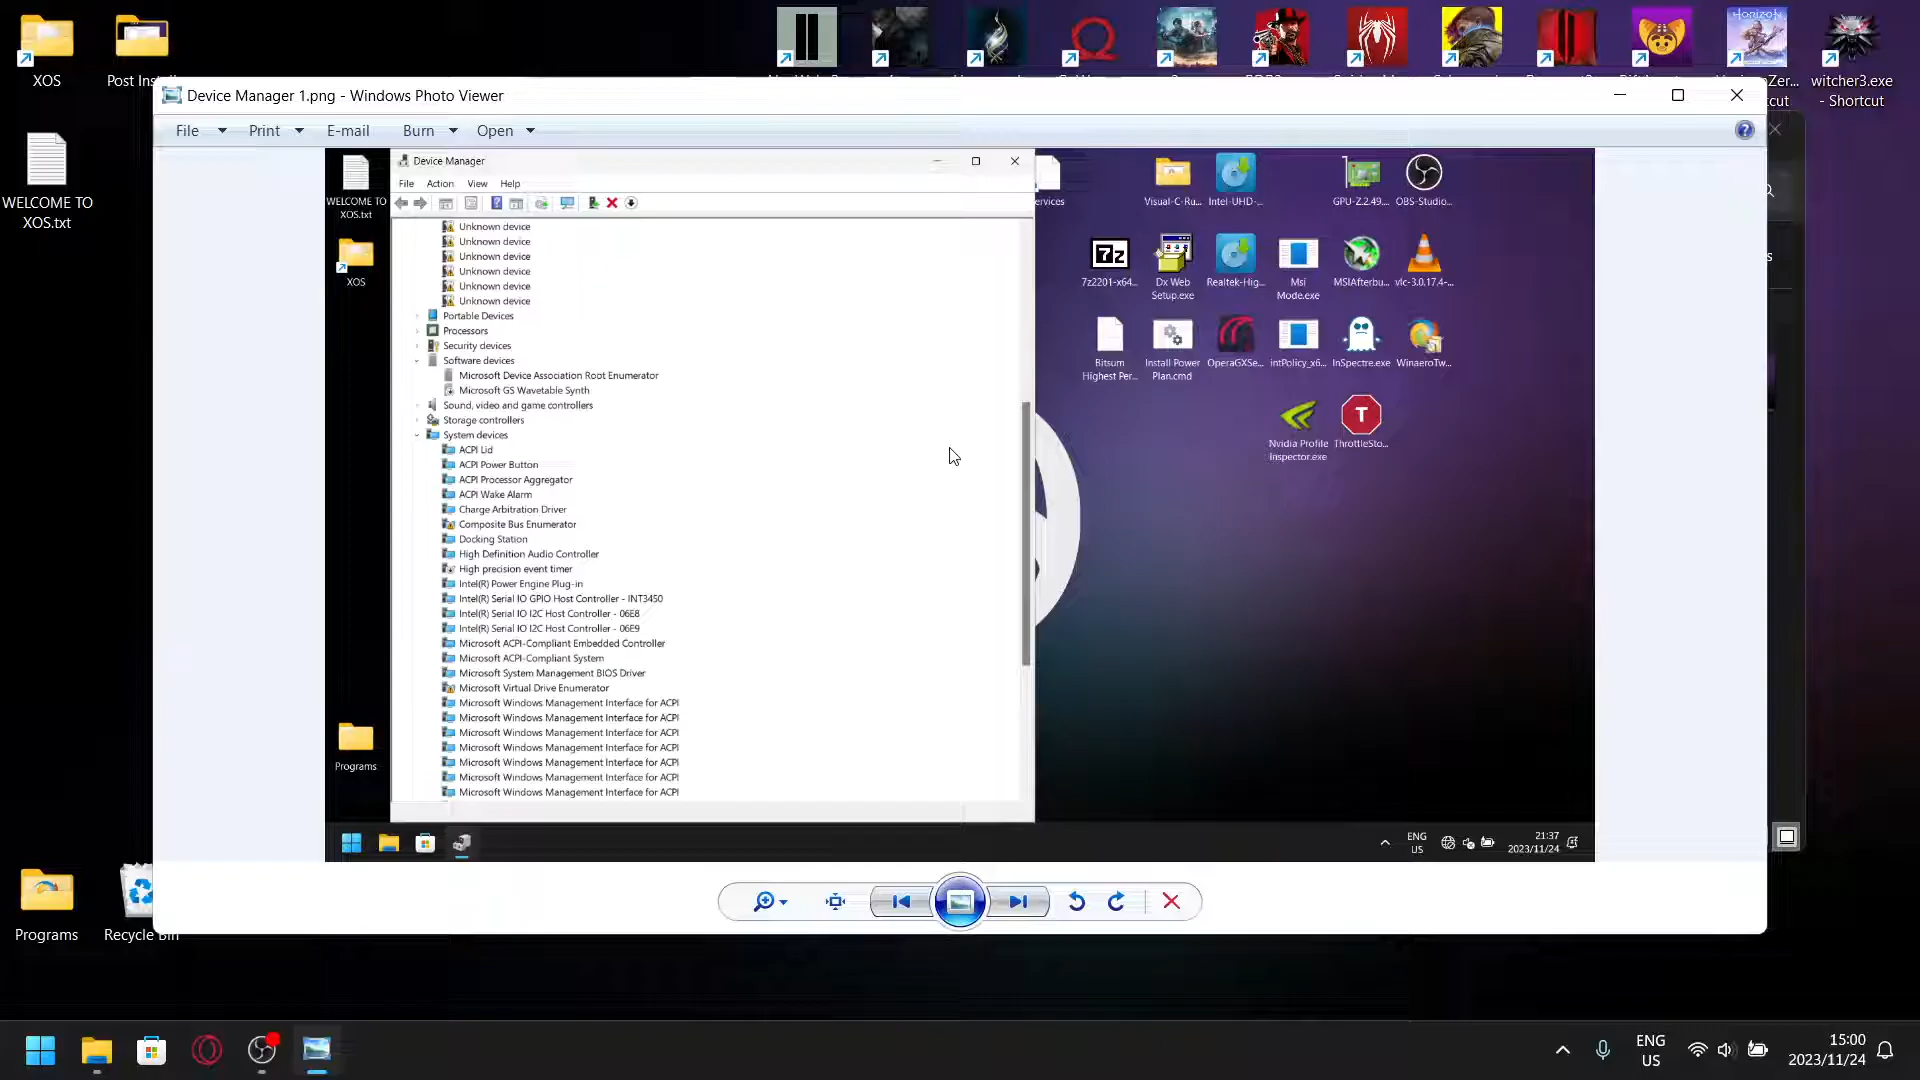 XOS
Post Inst
witcher3.exe
- Shortcut
WELCOME TO
XOS.txt
Device Manager 1.png - Windows Photo Viewer
File
Print
E-mail
Burn
Open
Device Manager
File Action View Help
Unknown device
Unknown device
Unknown device
Unknown device
Unknown device
Unknown device
Portable Devices
Processors
Security devices
Software devices
Microsoft Device Association Root Enumerator
Microsoft GS Wavetable Synth
Sound, video and game controllers
Storage controllers
System devices
ACPI Lid
ACPI Power Button
ACPI Processor Aggregator
ACPI Wake Alarm
Charge Arbitration Driver
Composite Bus Enumerator
Docking Station
High Definition Audio Controller
High precision event timer
Intel(R) Power Engine Plug-in
Intel(R) Serial IO GPIO Host Controller - INT3450
Intel(R) Serial IO I2C Host Controller - 06E8
Intel(R) Serial IO I2C Host Controller - 06E9
Microsoft ACPI-Compliant Embedded Controller
Microsoft ACPI-Compliant System
Microsoft System Management BIOS Driver
Microsoft Virtual Drive Enumerator
Microsoft Windows Management Interface for ACPI
Microsoft Windows Management Interface for ACPI
Microsoft Windows Management Interface for ACPI
Microsoft Windows Management Interface for ACPI
Microsoft Windows Management Interface for ACPI
Microsoft Windows Management Interface for ACPI
Microsoft Windows Management Interface for ACPI
WELCOME TO
XOS.txt
XOS
Programs
ervices
Visual-C-Ru...
Intel-UHD-...
GPU-Z.2.49....
OBS-Studio...
7z
7z2201-x64...
Dx Web
Setup.exe
Realtek-Hig...
Msi
Mode.exe
MSIAfterbu...
vlc-3.0.17.4-...
Bitsum
Highest Per...
Install Power
Plan.cmd
OperaGXSe...
intPolicy_x6...
InSpectre.exe
WinaeroTw...
Nvidia Profile
Inspector.exe
T
ThrottleSto...
ENG
US
21:37
2023/11/24
Programs
Recycle Bin
ENG
US
15:00
2023/11/24